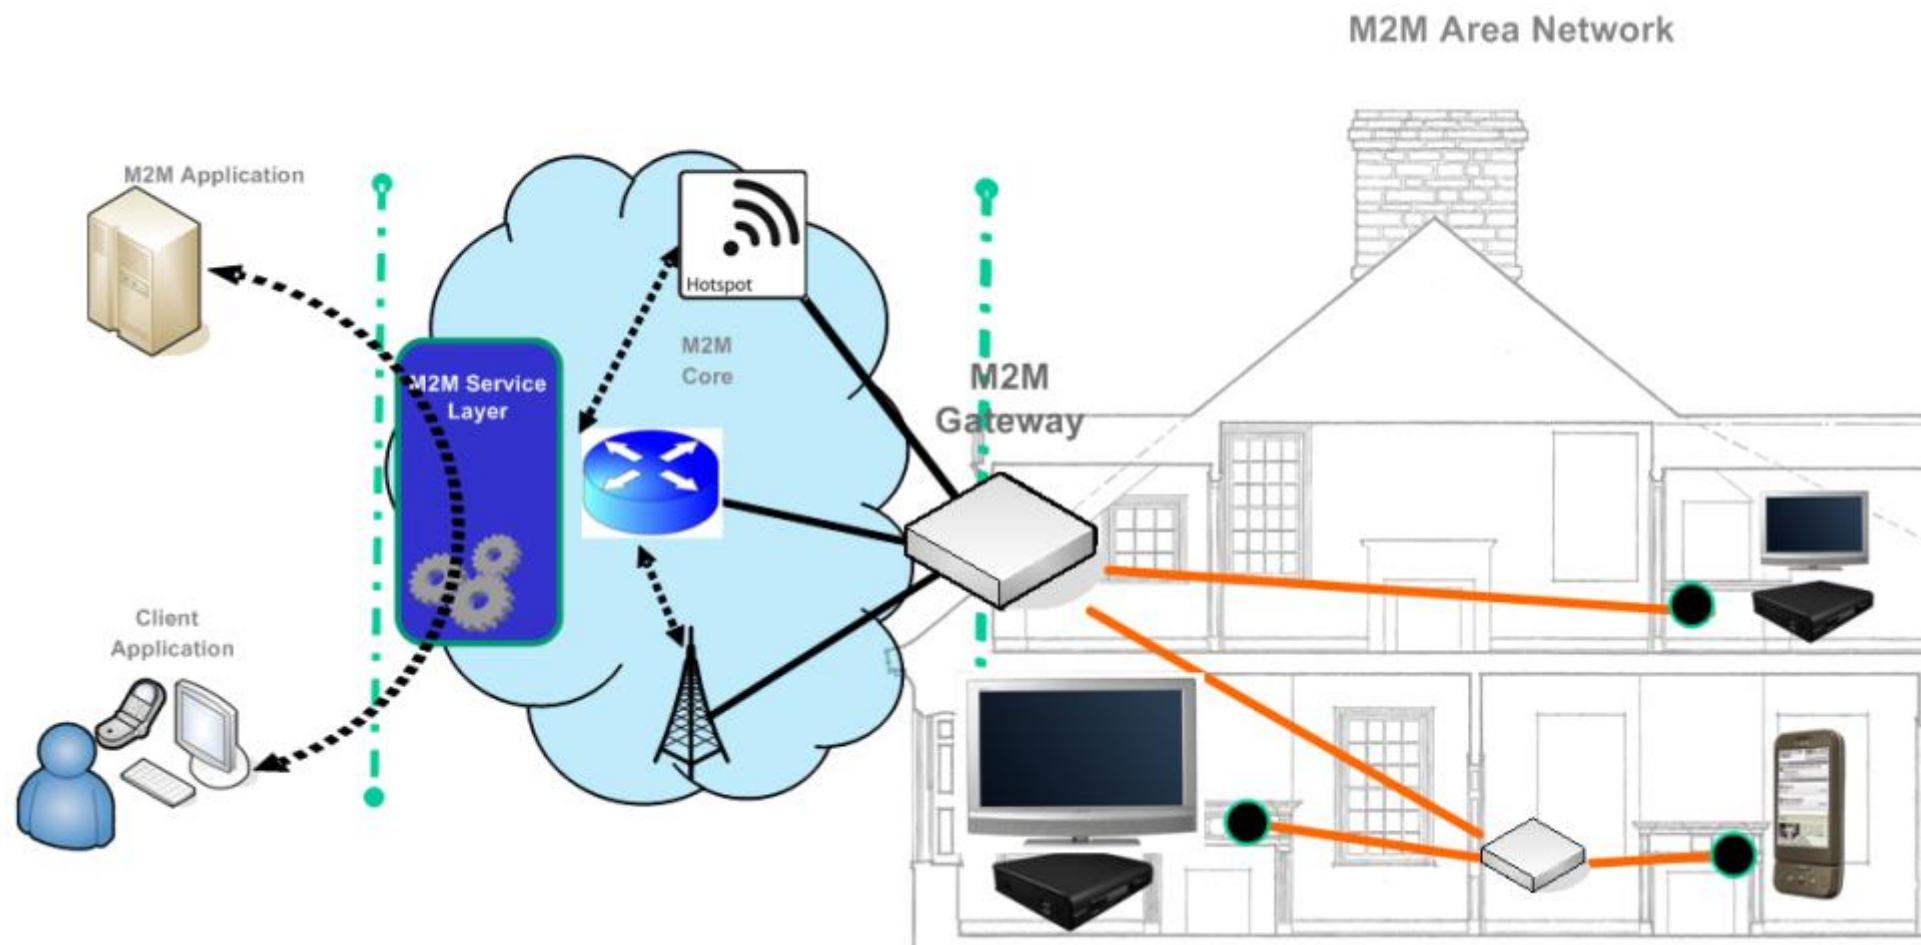 M2M Area Network
M2M Application
Hotspot
M2M
Core
M2M Service
Layer
M2M
Gateway
Client
Application